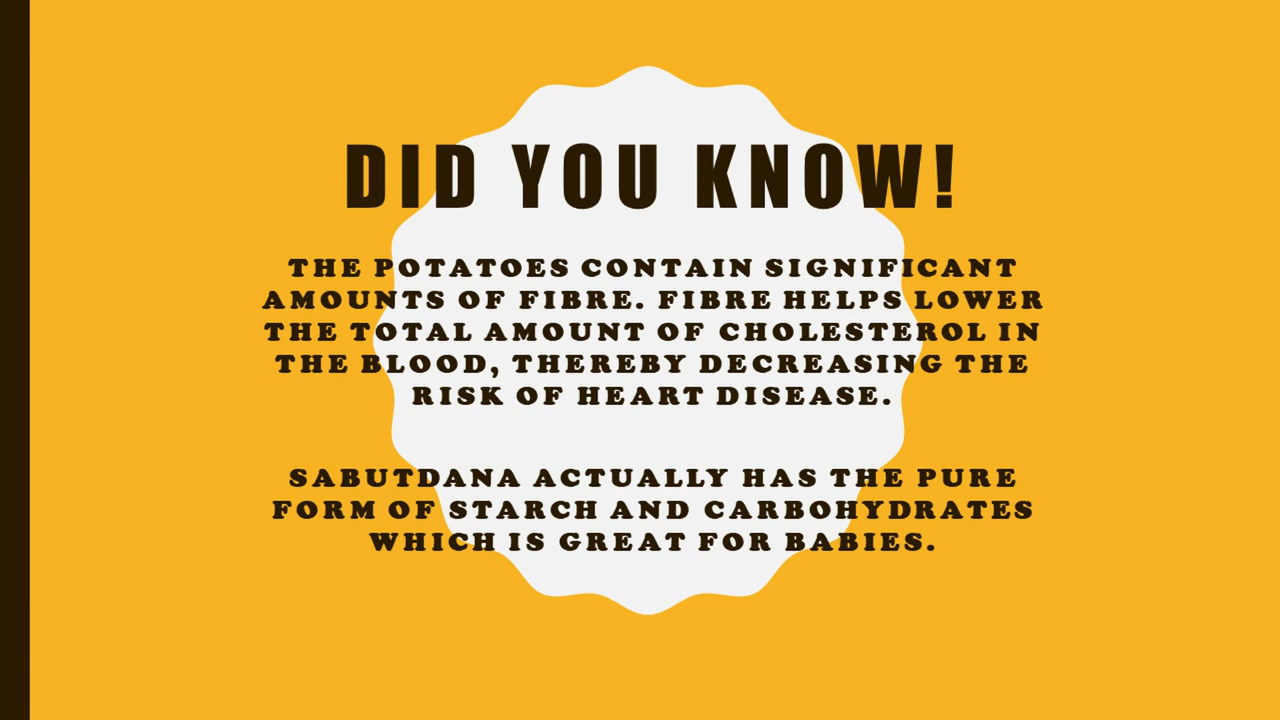 DID YOU KNOW!
THE POTATOES CONTAIN SIGNIFICANT
AMOUNTS OF FIBRE. FIBRE HELPS LOWER
THE TOTAL AMOUNT OF CHOLESTEROL IN
THE BLOOD, THEREBY DECREASING THE
RISK OF HEART DISEASE.
SABUTDANA ACTUALLY HAS THE PURE
FORM OF STARCH AND CARBOHYDRATES
WHICH IS GREAT FOR BABIES.